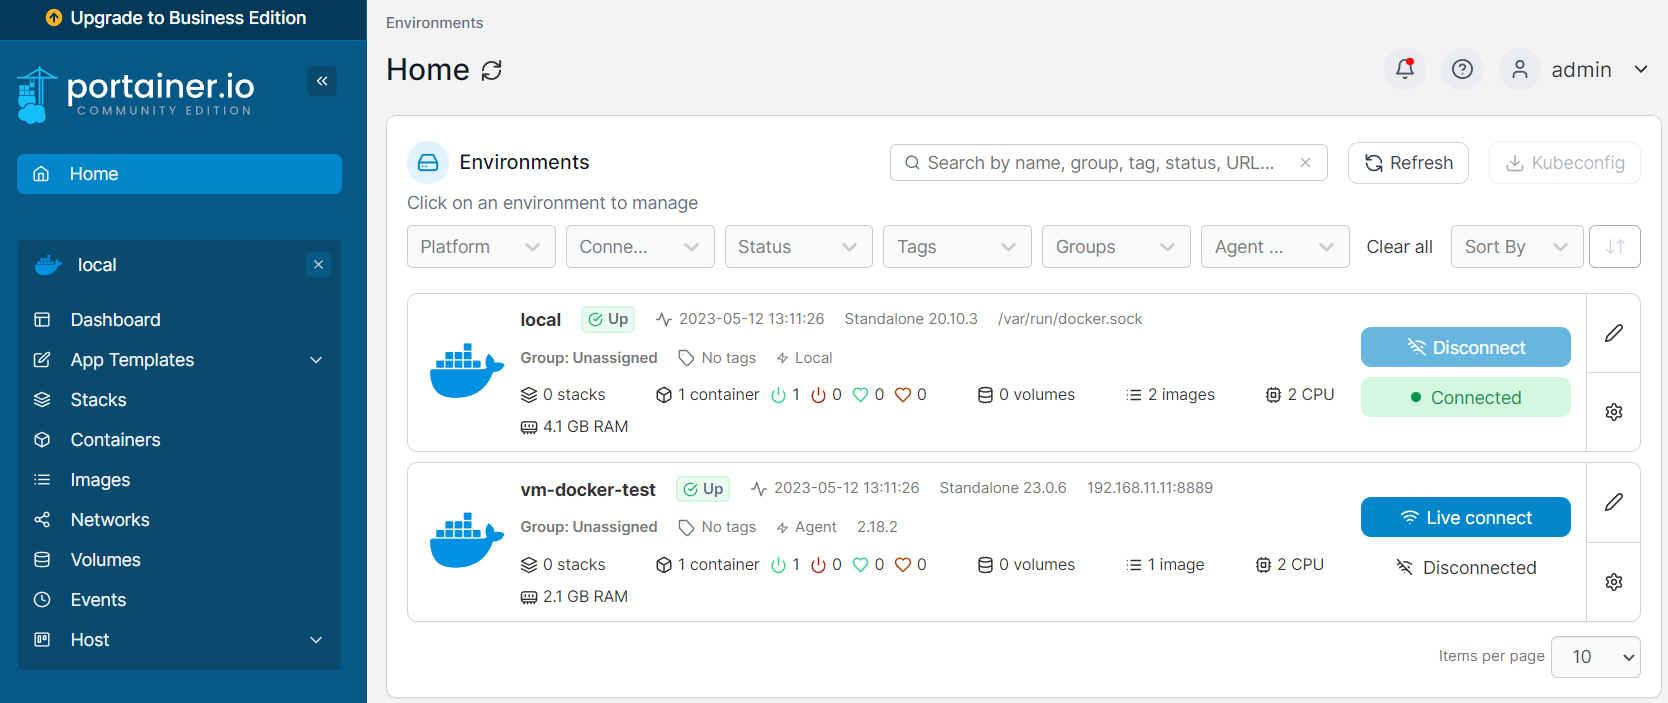 Upgrade to Business Edition
portainer.io
COMMUNITY EDITION
Home
local
Dashboard
App Templates
Stacks
Containers
Images
Networks
Volumes
Events
Host
Environments
Home
admin
Environments
Search by name, group, tag, status, URL...
Refresh
Kubeconfig
Click on an environment to manage
Platform
Conne...
Status
Tags
Groups
Agent ...
Clear all
Sort By
local Up 2023-05-12 13:11:26 Standalone 20.10.3 /var/run/docker.sock
Group: Unassigned No tags Local
0 stacks 1 container 1 0 0 0 0 volumes 2 images 2 CPU
4.1 GB RAM
Disconnect
Connected
vm-docker-test Up 2023-05-12 13:11:26 Standalone 23.0.6 192.168.11.11:8889
Group: Unassigned No tags Agent 2.18.2
0 stacks 1 container 1 0 0 0 0 volumes 1 image 2 CPU
2.1 GB RAM
Live connect
Disconnected
Items per page 10